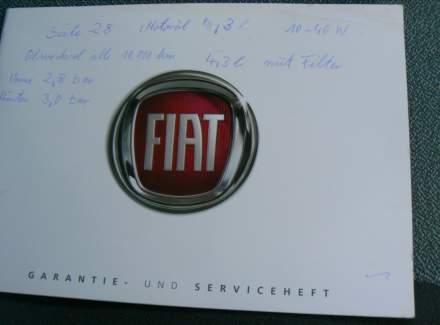 Seite 28 Motoröl 4,3 l 10-40 W
Ölwechsel alle 10.000 km 4,3 l mit Filter
Vorne 2,8 bar
Hinten 3,0 bar
FIAT
GARANTIE- UND SERVICEHEFT